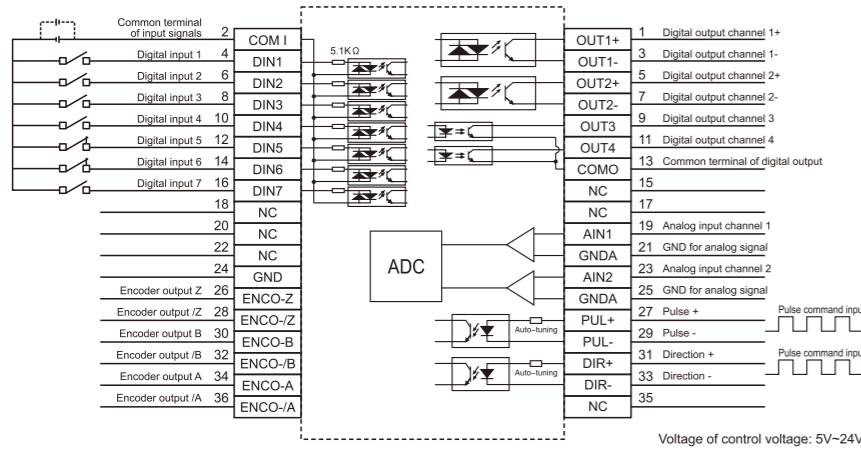 Common terminal
of input signals
2
COM I
Digital input 1
4
DIN1
5.1KΩ
Digital input 2
6
DIN2
Digital input 3
8
DIN3
Digital input 4
10
DIN4
Digital input 5
12
DIN5
Digital input 6
14
DIN6
Digital input 7
16
DIN7
18
NC
20
NC
22
NC
24
GND
Encoder output Z
26
ENCO-Z
Encoder output /Z
28
ENCO-/Z
Encoder output B
30
ENCO-B
Encoder output /B
32
ENCO-/B
Encoder output A
34
ENCO-A
Encoder output /A
36
ENCO-/A
ADC
Auto-tuning
Auto-tuning
OUT1+
1
Digital output channel 1+
OUT1-
3
Digital output channel 1-
OUT2+
5
Digital output channel 2+
OUT2-
7
Digital output channel 2-
OUT3
9
Digital output channel 3
OUT4
11
Digital output channel 4
COMO
13
Common terminal of digital output
NC
15
NC
17
AIN1
19
Analog input channel 1
GNDA
21
GND for analog signal
AIN2
23
Analog input channel 2
GNDA
25
GND for analog signal
PUL+
27
Pulse +
Pulse command inpu
PUL-
29
Pulse -
DIR+
31
Direction +
Pulse command inpu
DIR-
33
Direction -
NC
35
Voltage of control voltage: 5V~24V